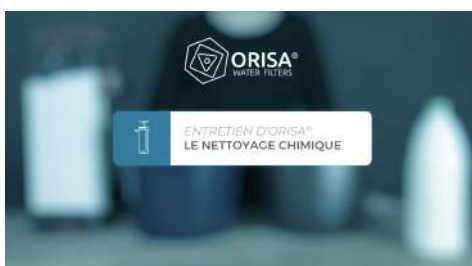 ORISA®
WATER FILTERS
ENTRETIEN D'ORISA®
LE NETTOYAGE CHIMIQUE